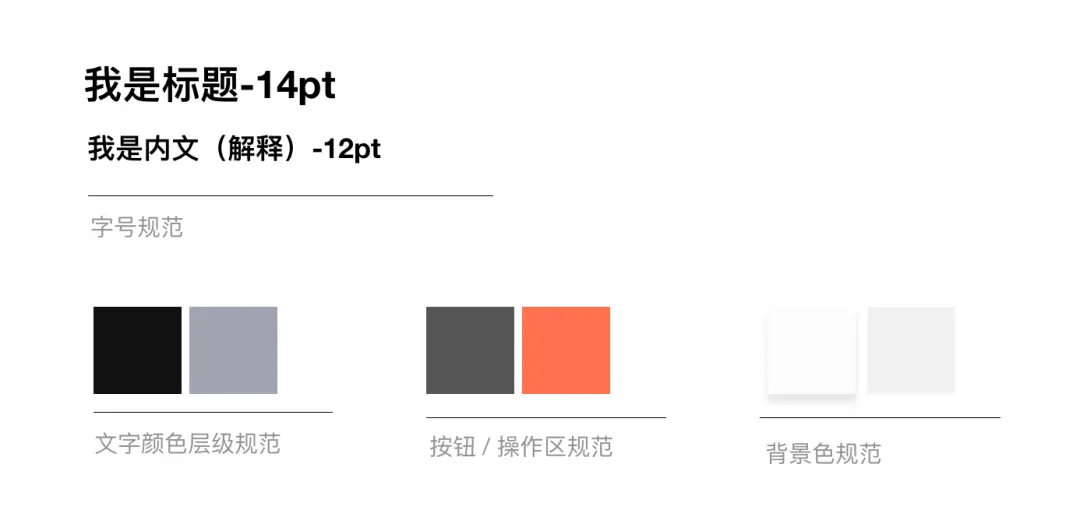 我是标题-14pt
我是内文（解释）-12pt
字号规范
文字颜色层级规范
按钮 / 操作区规范
背景色规范